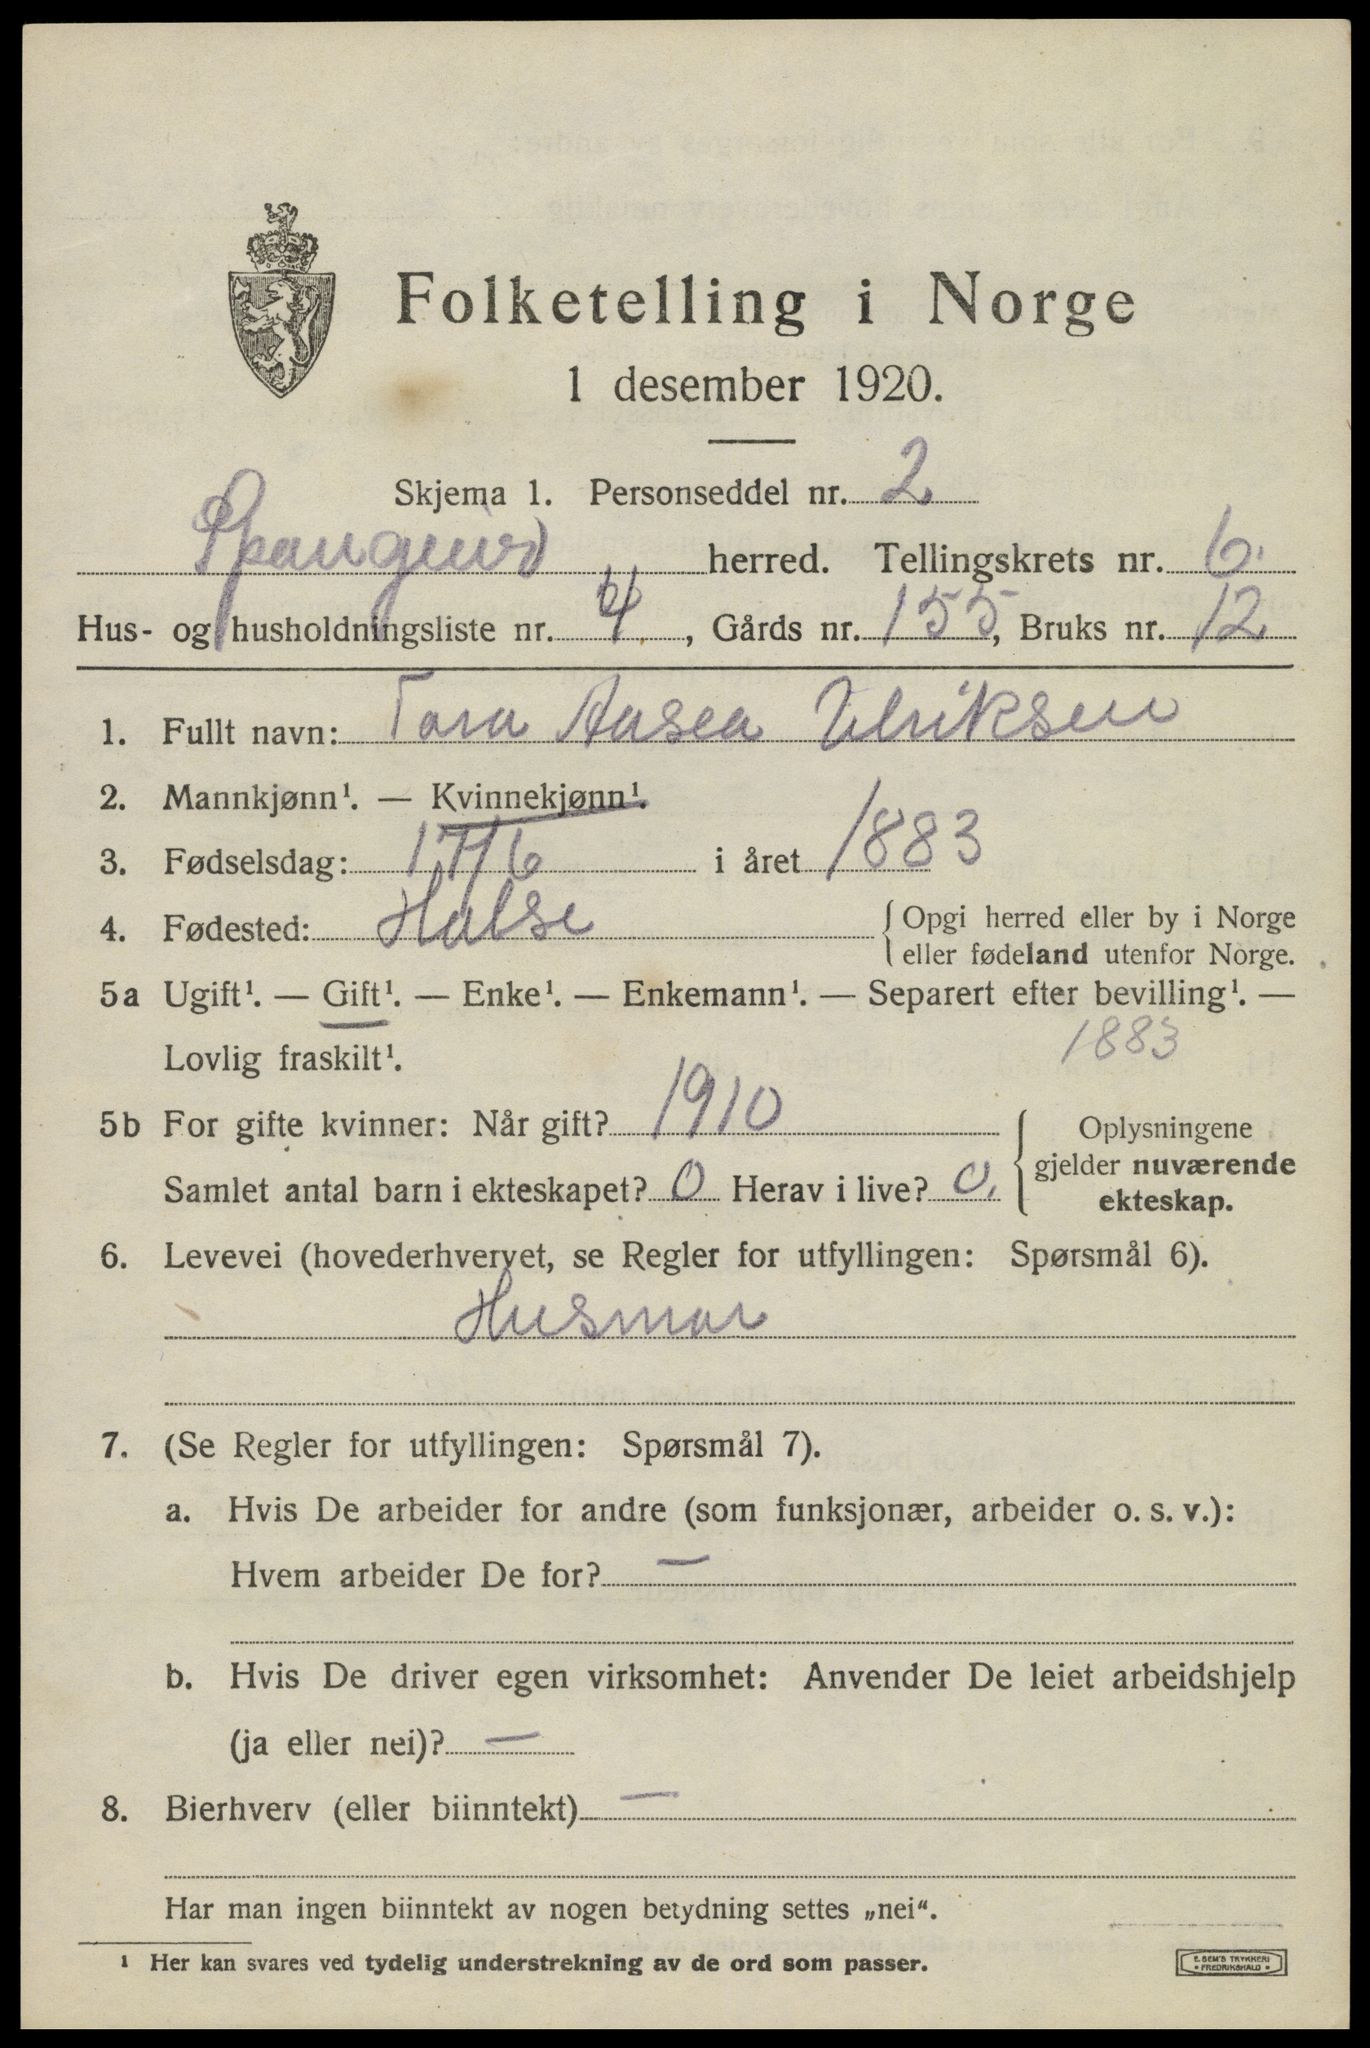 Folketelling i Norge
1 desember 1920.
Skjema 1. Personseddel nr. 2
Spangereid herred. Tellingskrets nr. 6.
Hus- og husholdningsliste nr. 4, Gårds nr. 155, Bruks nr. 12
1. Fullt navn: Tora Aasea Ulriksen
2. Mannkjønn¹. — Kvinnekjønn¹.
3. Fødselsdag: 17/6 i året 1883
4. Fødested: Halse { Opgi herred eller by i Norge
eller fødeland utenfor Norge.
5a Ugift¹. — Gift¹. — Enke¹. — Enkemann¹. — Separert efter bevilling¹. —
Lovlig fraskilt¹. 1883
5b For gifte kvinner: Når gift? 1910 { Oplysningene
gjelder nuværende
Samlet antal barn i ekteskapet? 0 Herav i live? 0.
ekteskap.
6. Levevei (hovederhvervet, se Regler for utfyllingen: Spørsmål 6).
Husmor
7. (Se Regler for utfyllingen: Spørsmål 7).
a. Hvis De arbeider for andre (som funksjonær, arbeider o. s. v.):
Hvem arbeider De for? —
b. Hvis De driver egen virksomhet: Anvender De leiet arbeidshjelp
(ja eller nei)? —
8. Bierhverv (eller biinntekt) —
Har man ingen biinntekt av nogen betydning settes „nei“.
¹ Her kan svares ved tydelig understrekning av de ord som passer.
E. SEM'S TRYKKERI
• FREDRIKSHALD •